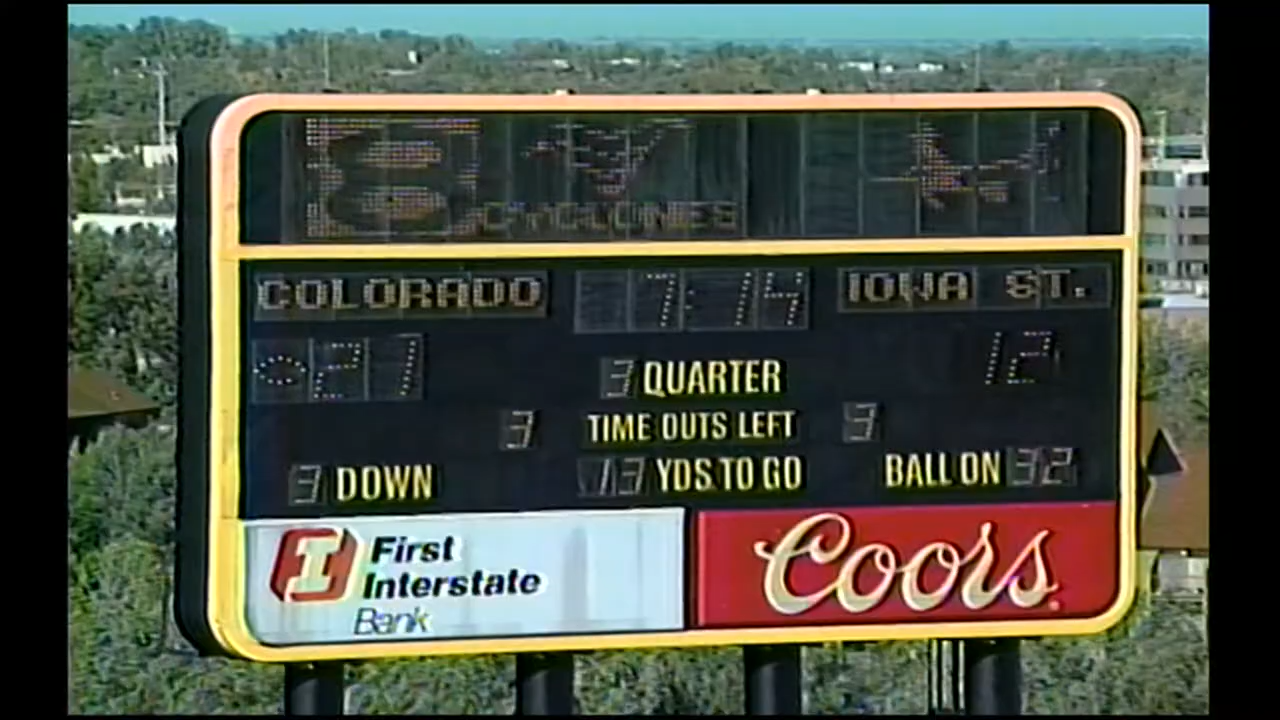 CYCLONES
COLORADO 7:14 IOWA ST.
27 3 QUARTER 12
3 TIME OUTS LEFT 3
3 DOWN 13 YDS TO GO BALL ON 32
I First
Interstate
Bank
Coors